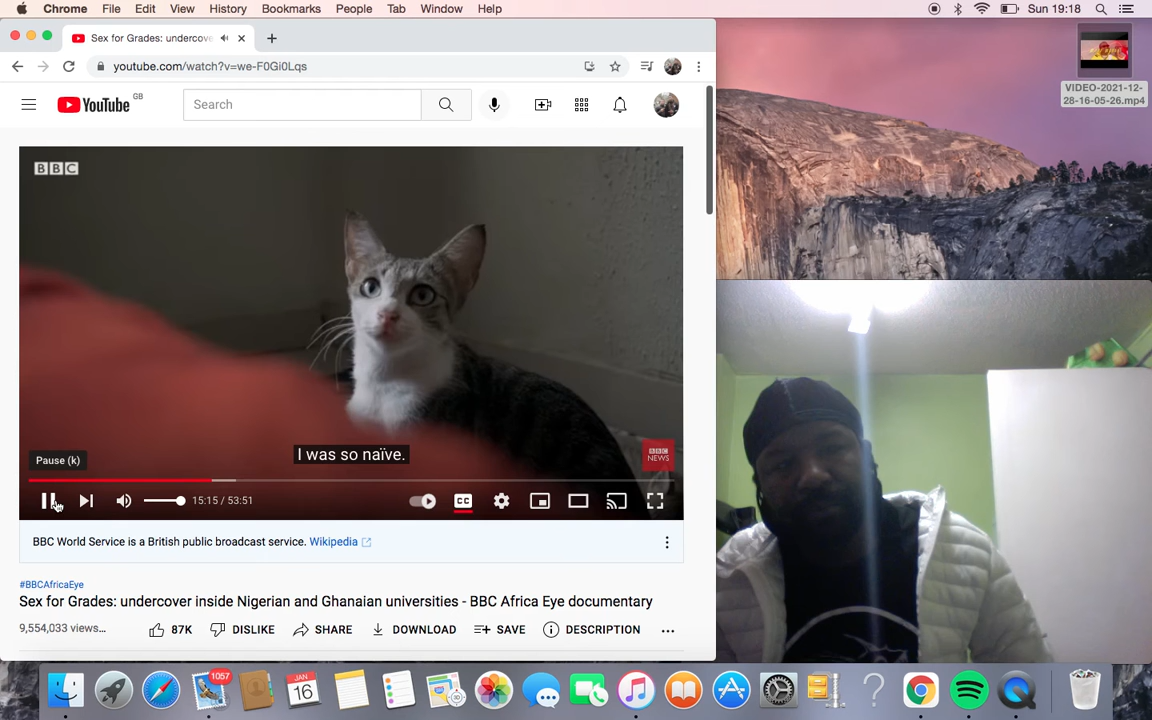 Chrome File Edit View History Bookmarks People Tab Window Help Sun 19:18
Sex for Grades: undercove
youtube.com/watch?v=we-F0Gi0Lqs
YouTube GB Search
VIDEO-2021-12-
28-16-05-26.mp4
BBC
I was so naïve.
BBC
NEWS
Pause (k)
15:15 / 53:51 CC
BBC World Service is a British public broadcast service. Wikipedia
#BBCAfricaEye
Sex for Grades: undercover inside Nigerian and Ghanaian universities - BBC Africa Eye documentary
9,554,033 views... 87K DISLIKE SHARE DOWNLOAD SAVE DESCRIPTION
1057
JAN
16